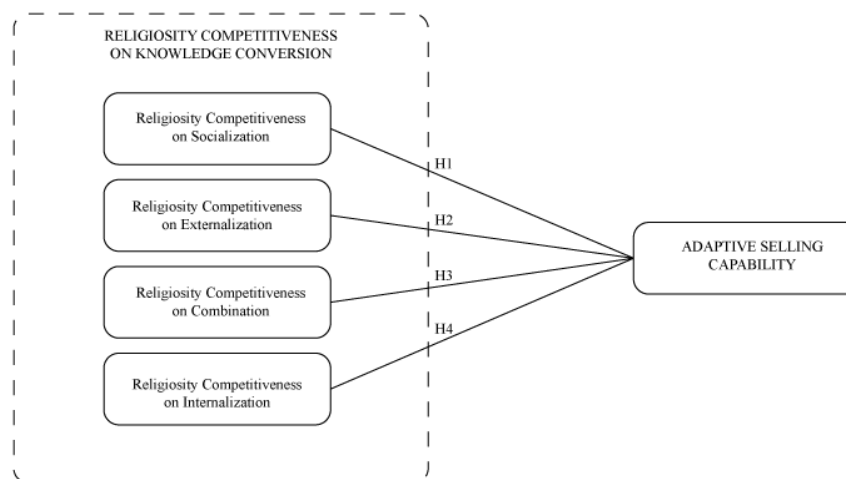 RELIGIOSITY COMPETITIVENESS
ON KNOWLEDGE CONVERSION
Religiosity Competitiveness
on Socialization
H1
Religiosity Competitiveness
on Externalization
H2
ADAPTIVE SELLING
CAPABILITY
Religiosity Competitiveness
on Combination
H3
H4
Religiosity Competitiveness
on Internalization